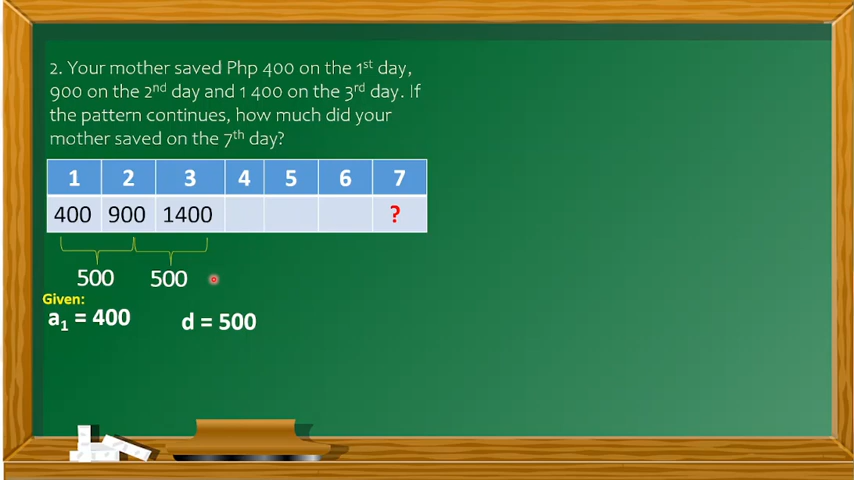 2. Your mother saved Php 400 on the 1st day,
900 on the 2nd day and 1 400 on the 3rd day. If
the pattern continues, how much did your
mother saved on the 7th day?
1 2 3 4 5 6 7
400 900 1400 ?
500 500
Given:
a1 = 400 d = 500